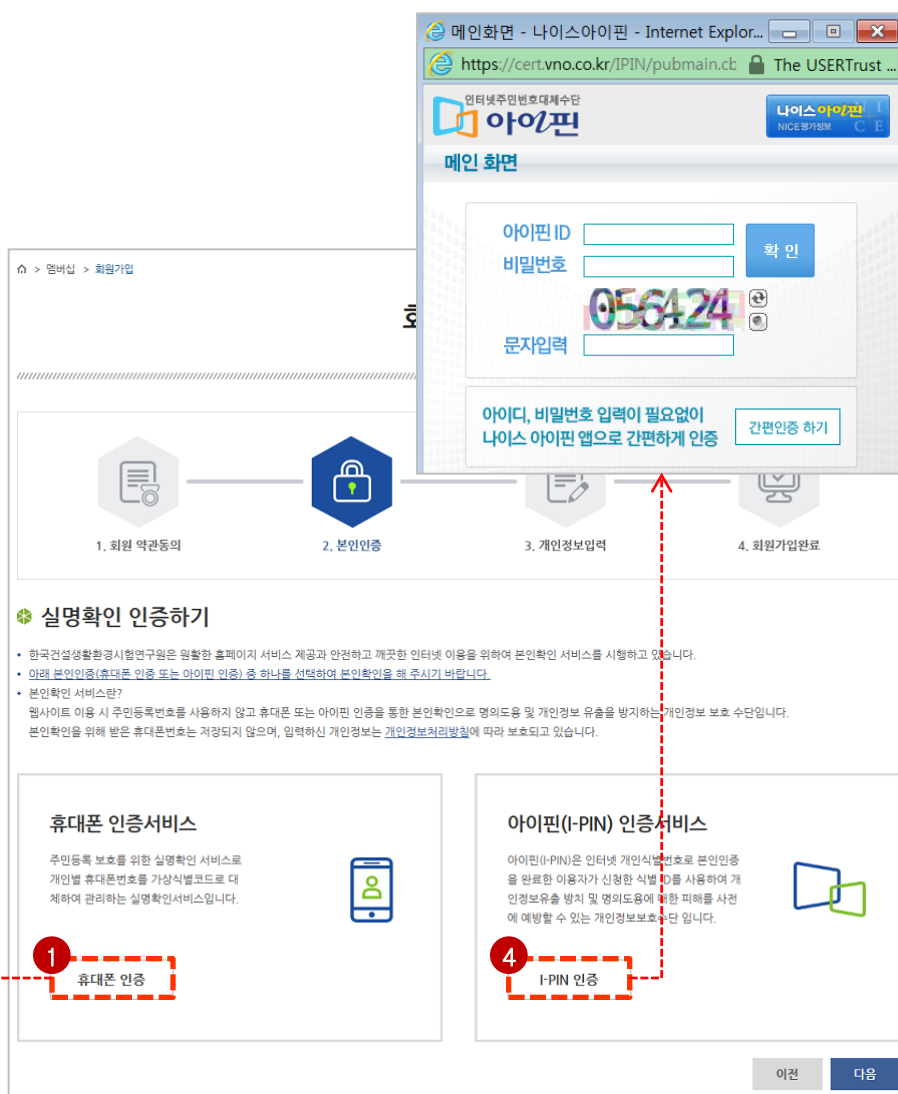 메인화면 - 나이스아이핀 - Internet Explor...
https://cert.vno.co.kr/IPIN/pubmain.cb The USERTrust ...
인터넷주민번호대체수단
아이핀
나이스아이핀
NICE평가정보
NICE
메인 화면
아이핀 ID
확 인
비밀번호
056424
문자입력
아이디, 비밀번호 입력이 필요없이
나이스 아이핀 앱으로 간편하게 인증
간편인증 하기
> 멤버십 > 회원가입
1. 회원 약관동의
2. 본인인증
3. 개인정보입력
4. 회원가입완료
실명확인 인증하기
• 한국건설생활환경시험연구원은 원활한 홈페이지 서비스 제공과 안전하고 깨끗한 인터넷 이용을 위하여 본인확인 서비스를 시행하고 있습니다.
• 아래 본인인증(휴대폰 인증 또는 아이핀 인증) 중 하나를 선택하여 본인확인을 해 주시기 바랍니다.
• 본인확인 서비스란?
웹사이트 이용 시 주민등록번호를 사용하지 않고 휴대폰 또는 아이핀 인증을 통한 본인확인으로 명의도용 및 개인정보 유출을 방지하는 개인정보 보호 수단입니다.
본인확인을 위해 받은 휴대폰번호는 저장되지 않으며, 입력하신 개인정보는 개인정보처리방침에 따라 보호되고 있습니다.
휴대폰 인증서비스
주민등록 보호를 위한 실명확인 서비스로
개인별 휴대폰번호를 가상식별코드로 대
체하여 관리하는 실명확인서비스입니다.
1
휴대폰 인증
아이핀(I-PIN) 인증서비스
아이핀(I-PIN)은 인터넷 개인식별번호로 본인인증
을 완료한 이용자가 신청한 식별 ID를 사용하여 개
인정보유출 방치 및 명의도용에 대한 피해를 사전
에 예방할 수 있는 개인정보보호수단 입니다.
4
I-PIN 인증
이전
다음